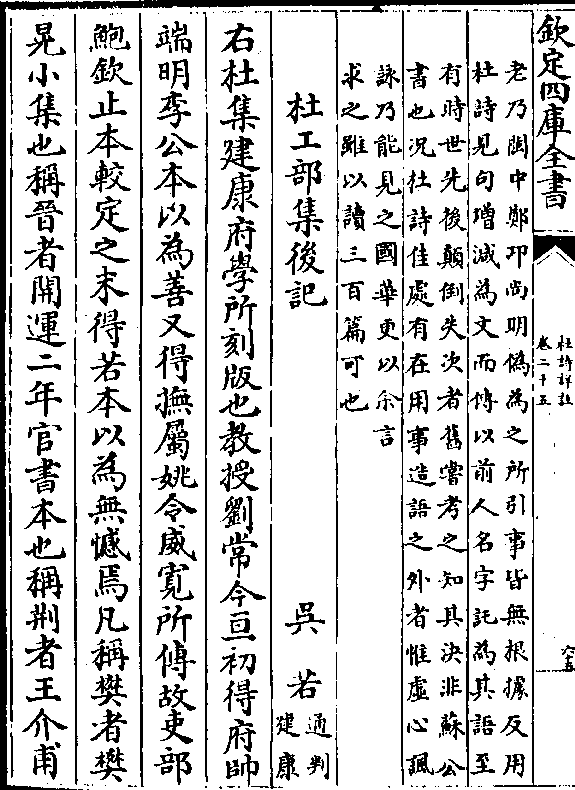 欽定四庫全書
杜詩詳註
卷二十五
六五
老乃閩中鄭卭尚明僞為之所引事皆無根據反用
杜詩見句增減為文而傅以前人名字託為其語至
有時世先後顛倒失次者舊嘗考之知其決非蘇公
書也況杜詩佳處有在用事造語之外者惟虛心諷
詠乃能見之國華更以余言
求之雖以讀三百篇可也
杜工部集後記 吳若 通判建康
右杜集建康府學所刻版也教授劉常今亘初得府帥
端明李公本以為善又得撫屬姚令威寛所傳故吏部
鮑欽止本較定之末得若本以為無憾焉凡稱樊者樊
晃小集也稱晉者開運二年官書本也稱荆者王介甫